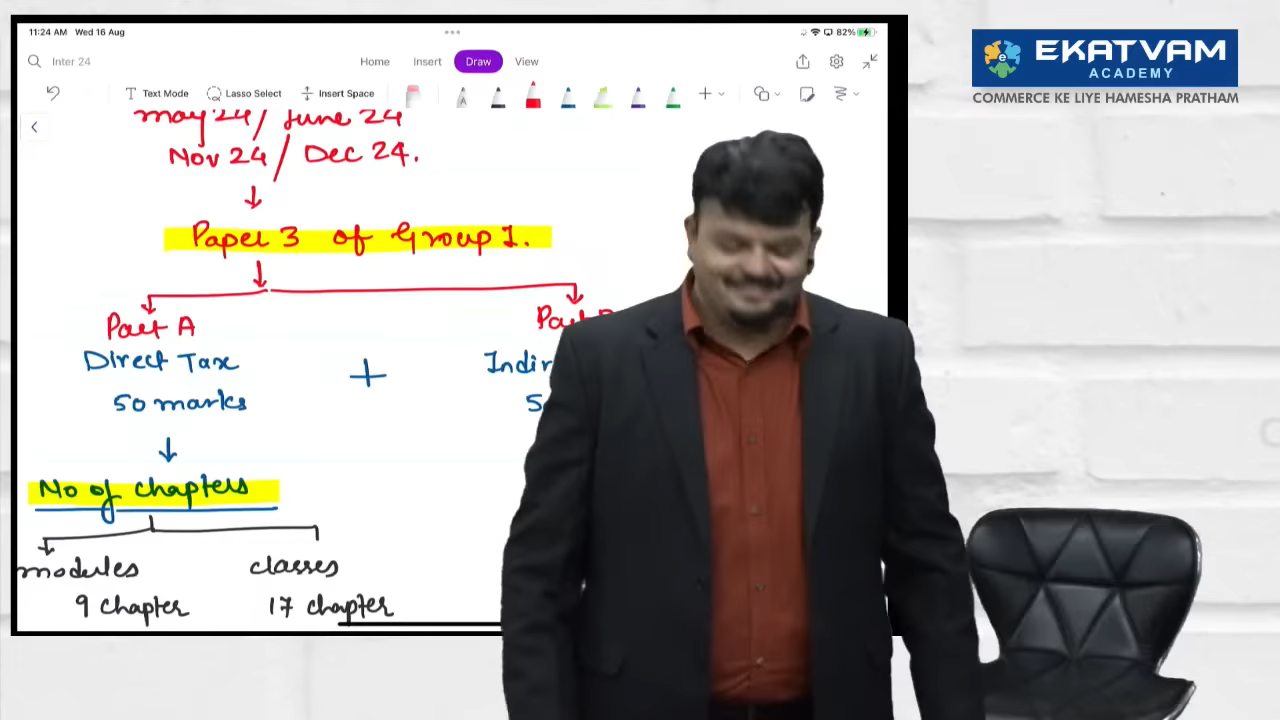 11:24 AM Wed 16 Aug
82%
EKATVAM
ACADEMY
COMMERCE KE LIYE HAMESHA PRATHAM
Inter 24
Home Insert Draw View
Text Mode Lasso Select Insert Space
may 24 / June 24
Nov 24 / Dec 24.
Paper 3 of Group I.
Part A
Direct Tax + Indir
50 marks 5
No of chapters
modules classes
9 chapter 17 chapter